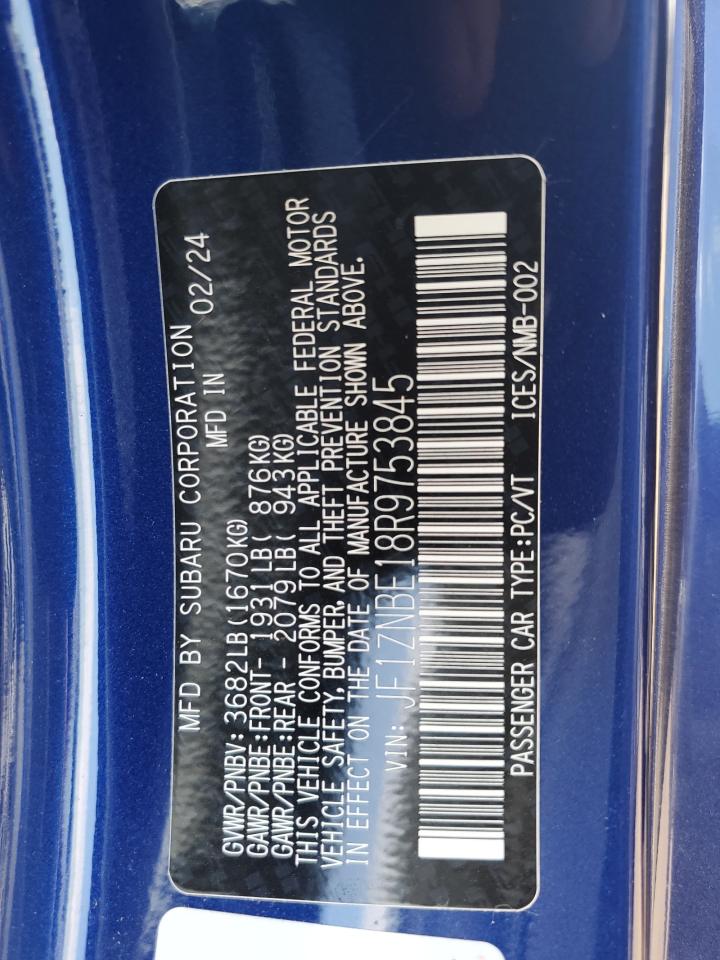 MFD BY SUBARU CORPORATION
MFD IN 02/24
GVWR/PNBV: 3682LB(1670KG)
GAWR/PNBE:FRONT- 1931LB( 876KG)
GAWR/PNBE:REAR - 2079LB( 943KG)
THIS VEHICLE CONFORMS TO ALL APPLICABLE FEDERAL MOTOR
VEHICLE SAFETY, BUMPER, AND THEFT PREVENTION STANDARDS
IN EFFECT ON THE DATE OF MANUFACTURE SHOWN ABOVE.
VIN: JF1ZNBE18R9753845
PASSENGER CAR TYPE:PC/VT ICES/NMB-002